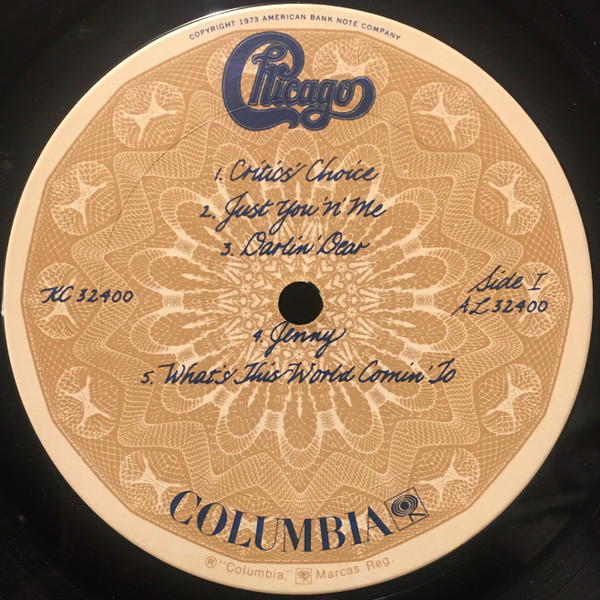 COPYRIGHT 1973 AMERICAN BANK NOTE COMPANY
Chicago
1. Critics' Choice
2. Just You 'n' Me
3. Darlin' Dear
KC 32400
Side I
AL 32400
4. Jenny
5. What's This World Comin' To
COLUMBIA
® "Columbia," Marcas Reg.